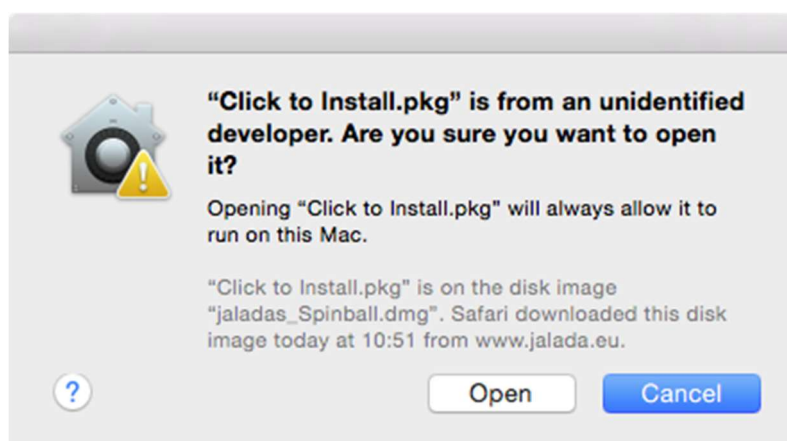 “Click to Install.pkg” is from an unidentified
developer. Are you sure you want to open
it?
Opening “Click to Install.pkg” will always allow it to
run on this Mac.
“Click to Install.pkg” is on the disk image
“jaladas_Spinball.dmg”. Safari downloaded this disk
image today at 10:51 from www.jalada.eu.
?
Open
Cancel